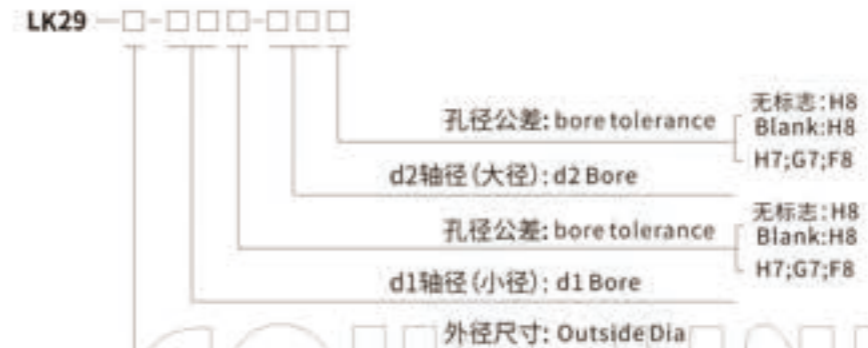 LK29 —□-□□□-□□□
孔径公差: bore tolerance
无标志:H8
Blank:H8
H7;G7;F8
d2轴径(大径): d2 Bore
孔径公差: bore tolerance
无标志:H8
Blank:H8
H7;G7;F8
d1轴径(小径): d1 Bore
外径尺寸: Outside Dia